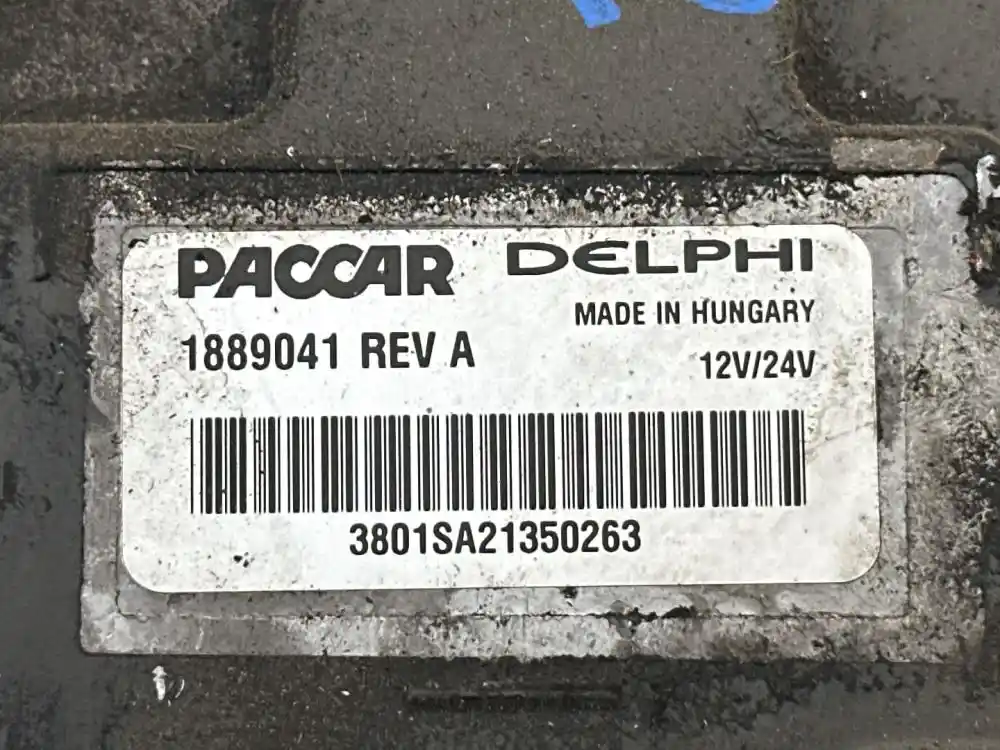 PACCAR DELPHI
MADE IN HUNGARY
1889041 REV A
12V/24V
3801SA21350263